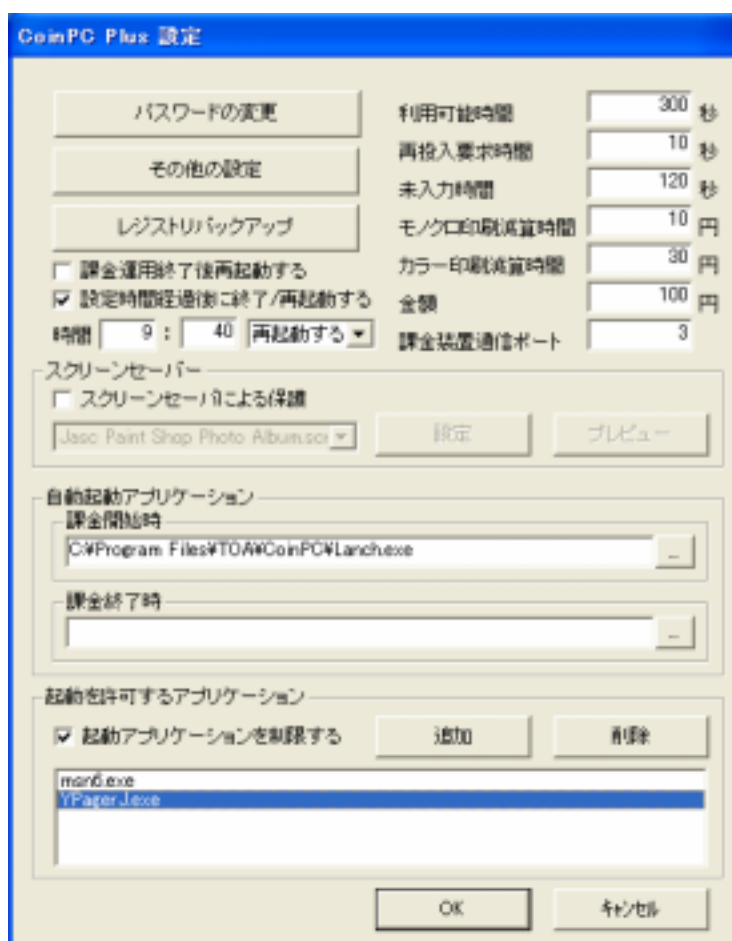 CoinPC Plus 設定
パスワードの変更
その他の設定
レジストリバックアップ
課金運用終了後再起動する
設定時間経過後に終了/再起動する
時間 9 : 40 再起動する
利用可能時間 300 秒
再投入要求時間 10 秒
未入力時間 120 秒
モノクロ印刷減算時間 10 円
カラー印刷減算時間 30 円
金額 100 円
課金装置通信ポート 3
スクリーンセーバー
スクリーンセーバによる保護
Jasc Paint Shop Photo Album.scr 設定 プレビュー
自動起動アプリケーション
課金開始時
C:¥Program Files¥TOA¥CoinPC¥Lanch.exe ...
課金終了時
...
起動を許可するアプリケーション
起動アプリケーションを制限する 追加 削除
msn6.exe
YPagerJ.exe
OK キャンセル